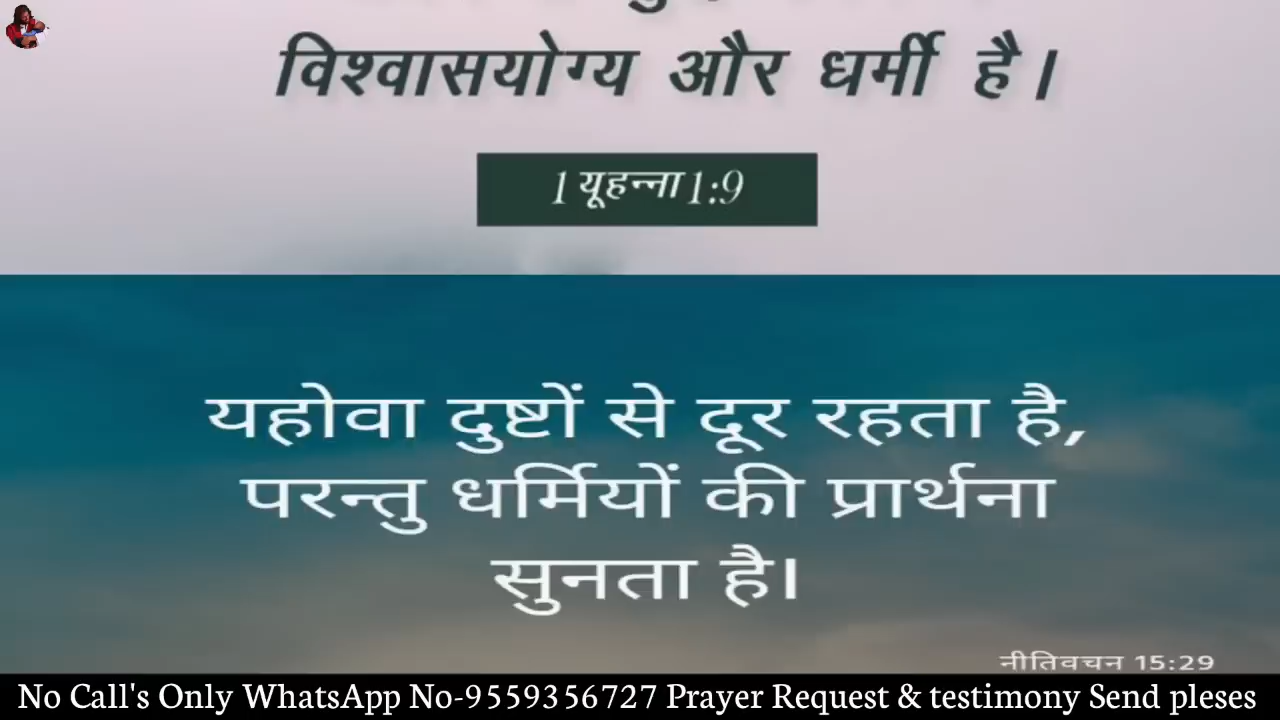 विश्वासयोग्य और धर्मी है।
1 यूहन्ना 1:9
यहोवा दुष्टों से दूर रहता है,
परन्तु धर्मियों की प्रार्थना
सुनता है।
नीतिवचन 15:29
No Call's Only WhatsApp No-9559356727 Prayer Request & testimony Send pleses